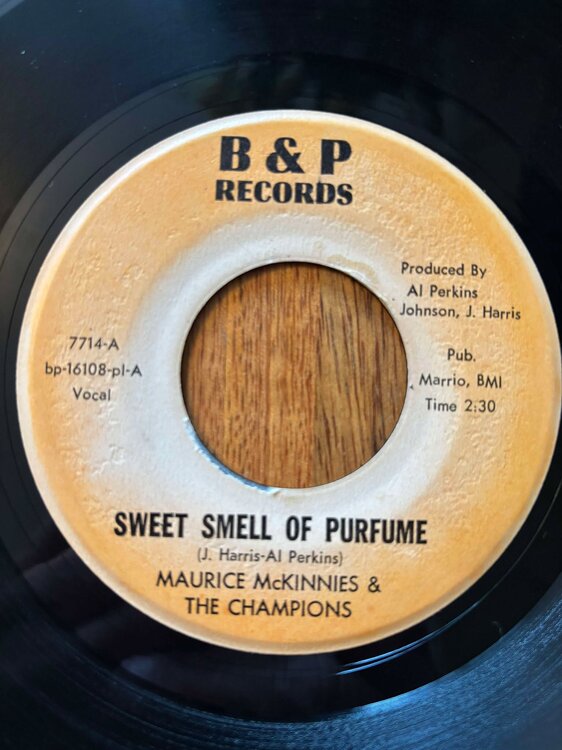 B & P
RECORDS
Produced By
Al Perkins
Johnson, J. Harris
7714-A
bp-16108-pl-A
Vocal
Pub.
Marrio, BMI
Time 2:30
SWEET SMELL OF PURFUME
(J. Harris-Al Perkins)
MAURICE McKINNIES &
THE CHAMPIONS